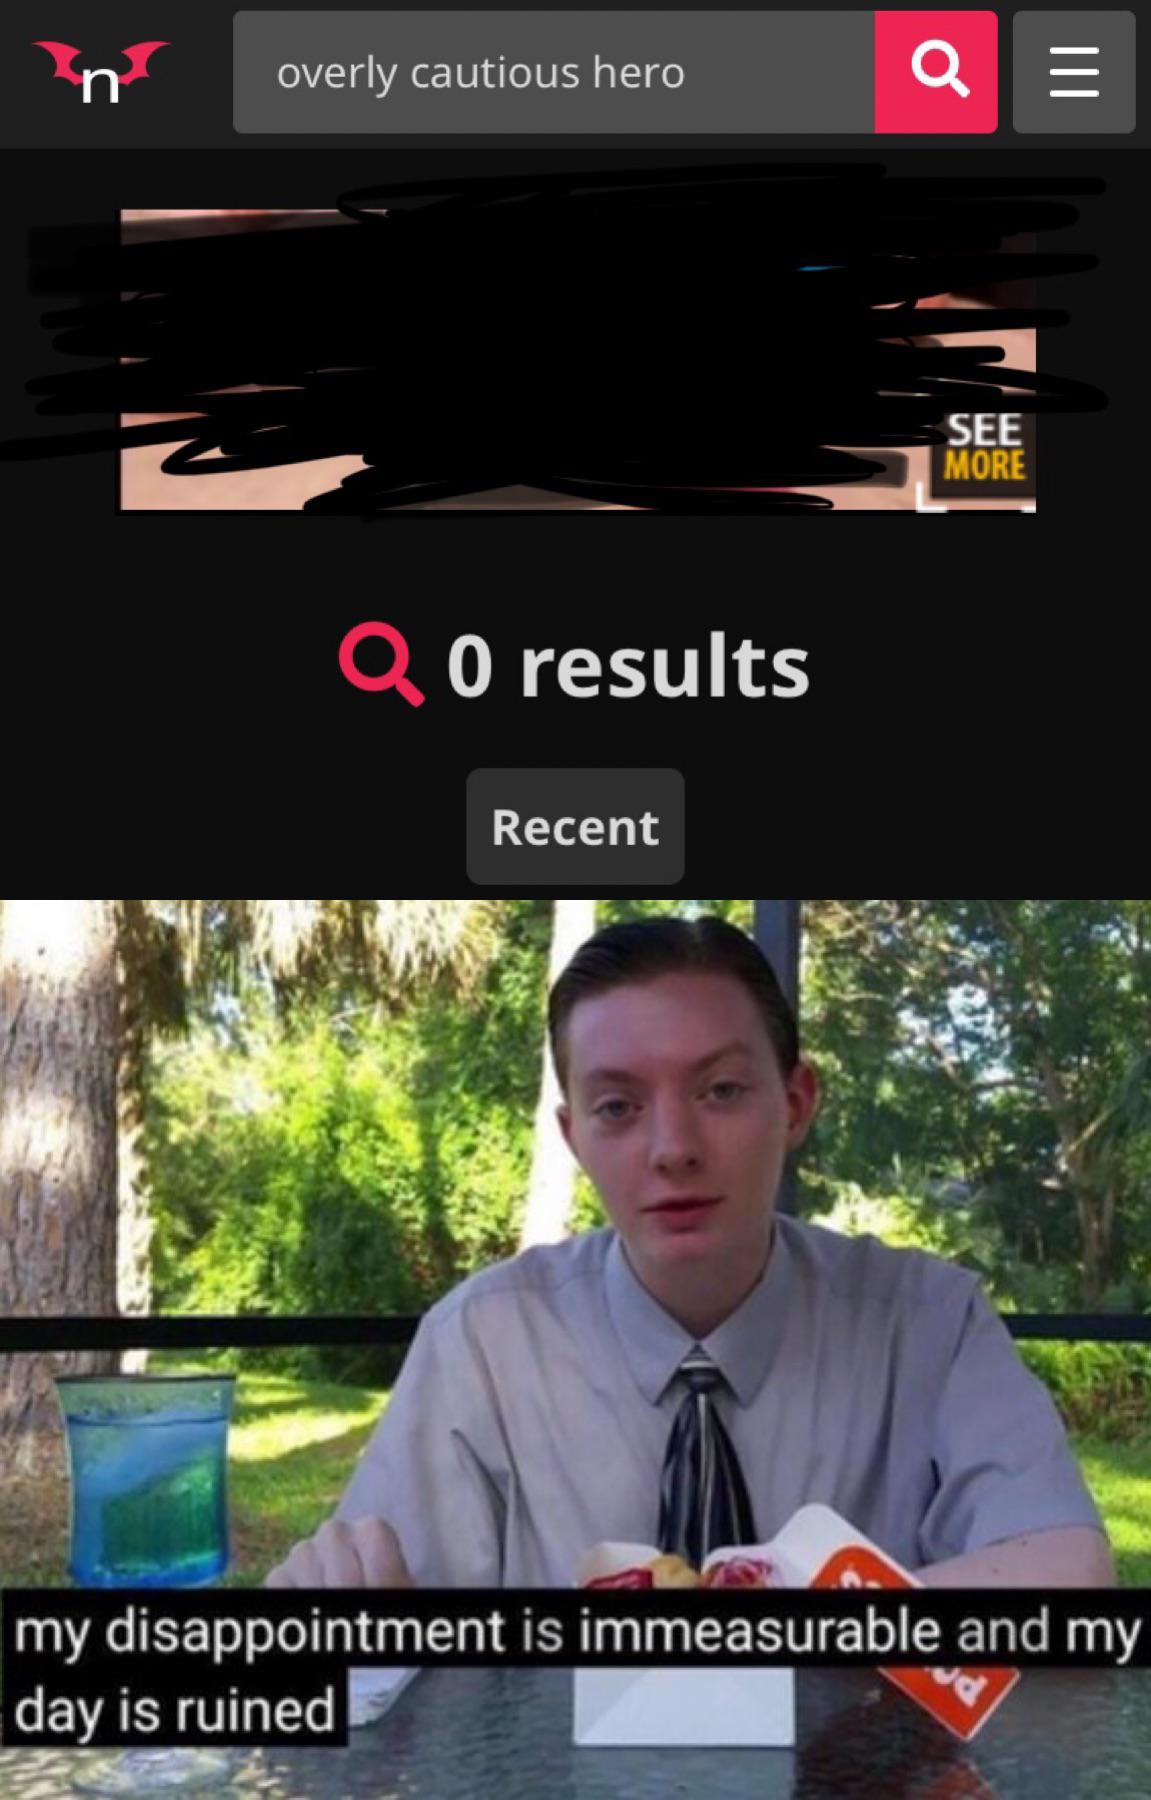 n
overly cautious hero
SEE
MORE
0 results
Recent
my disappointment is immeasurable and my
day is ruined